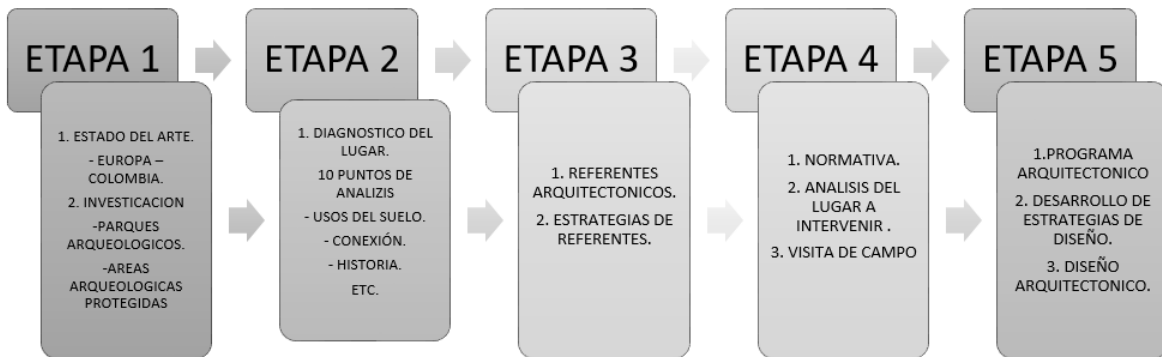 ETAPA 1
1. ESTADO DEL ARTE.
- EUROPA –
COLOMBIA.
2. INVESTICACION
-PARQUES
ARQUEOLOGICOS.
-AREAS
ARQUEOLOGICAS
PROTEGIDAS
ETAPA 2
1. DIAGNOSTICO DEL
LUGAR.
10 PUNTOS DE
ANALIZIS
- USOS DEL SUELO.
- CONEXIÓN.
- HISTORIA.
ETC.
ETAPA 3
1. REFERENTES
ARQUITECTONICOS.
2. ESTRATEGIAS DE
REFERENTES.
ETAPA 4
1. NORMATIVA.
2. ANALISIS DEL
LUGAR A
INTERVENIR .
3. VISITA DE CAMPO
ETAPA 5
1.PROGRAMA
ARQUITECTONICO
2. DESARROLLO DE
ESTRATEGIAS DE
DISEÑO.
3. DISEÑO
ARQUITECTONICO.